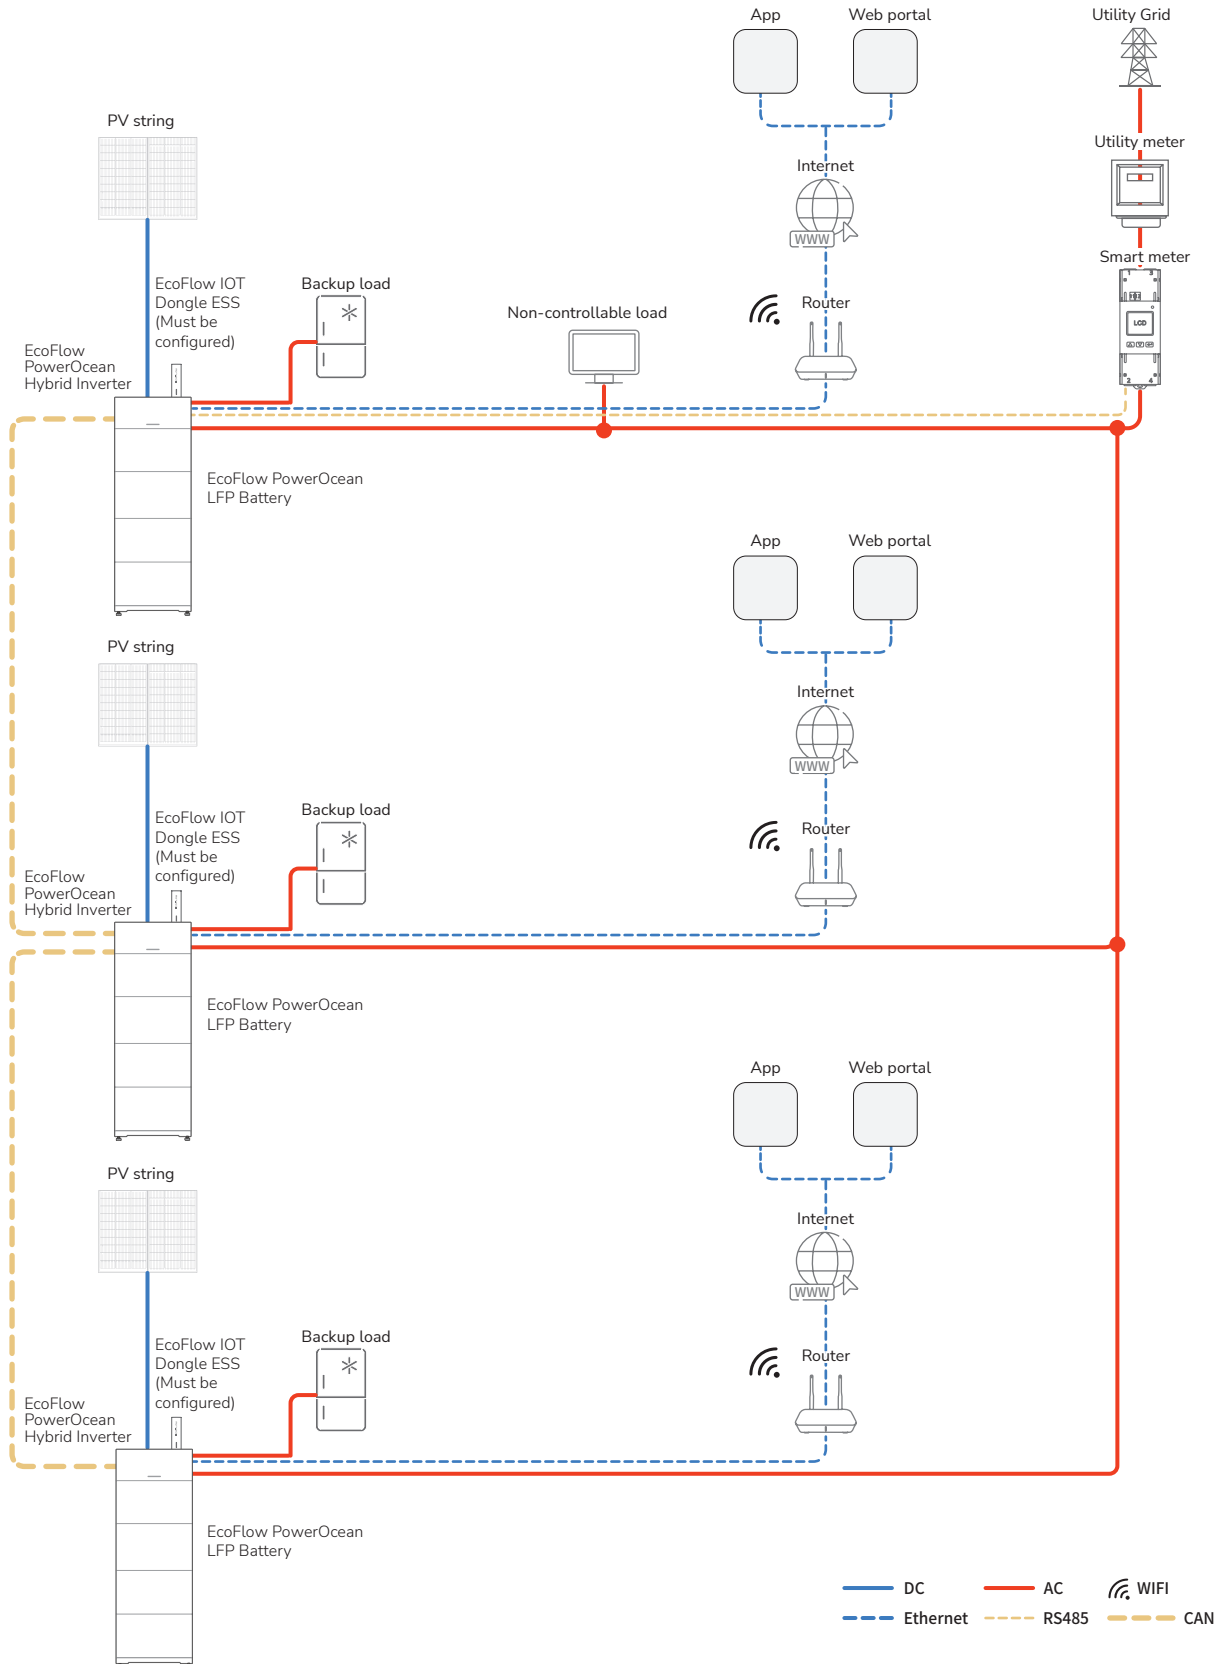 App
Web portal
Utility Grid
PV string
Utility meter
Internet
WWW
Smart meter
1 3
EcoFlow IOT
Dongle ESS
(Must be
configured)
Backup load
Non-controllable load
Router
LCD
EcoFlow
PowerOcean
Hybrid Inverter
2 4
EcoFlow PowerOcean
LFP Battery
App
Web portal
PV string
Internet
WWW
EcoFlow IOT
Dongle ESS
(Must be
configured)
Backup load
Router
EcoFlow
PowerOcean
Hybrid Inverter
EcoFlow PowerOcean
LFP Battery
App
Web portal
PV string
Internet
WWW
EcoFlow IOT
Dongle ESS
(Must be
configured)
Backup load
Router
EcoFlow
PowerOcean
Hybrid Inverter
EcoFlow PowerOcean
LFP Battery
DC AC WIFI
Ethernet RS485 CAN